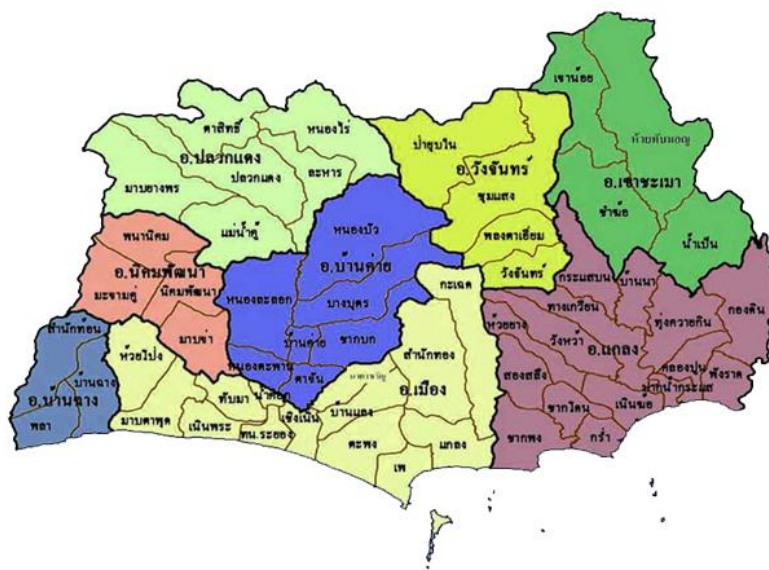 เขาน้อย
ห้วยทับมอญ
อ.เขาชะเมา
ชำฆ้อ
น้ำเป็น
ตาสิทธิ์
หนองไร่
อ.ปลวกแดง
ปลวกแดง
ละหาร
มาบยางพร
แม่น้ำคู้
ป่ายุบใน
อ.วังจันทร์
ชุมแสง
พลงตาเอี่ยม
วังจันทร์
พนานิคม
อ.นิคมพัฒนา
มะขามคู่
นิคมพัฒนา
มาบข่า
หนองบัว
อ.บ้านค่าย
หนองละลอก
บางบุตร
บ้านค่าย
ชากบก
หนองตะพาน
ตาขัน
สำนักท้อน
บ้านฉาง
อ.บ้านฉาง
พลา
ห้วยโป่ง
มาบตาพุด
ทับมา
น้ำคอก
เนินพระ
ทน.ระยอง
เชิงเนิน
บ้านแลง
ตะพง
เพ
แกลง
กะเฉด
สำนักทอง
อ.เมือง
กระแสบน
บ้านนา
ทางเกวียน
ห้วยยาง
วังหว้า
อ.แกลง
ทุ่งควายกิน
กองดิน
คลองปูน
พังราด
ปากน้ำกระแส
สองสลึง
ชากโดน
เนินฆ้อ
ชากพง
กร่ำ